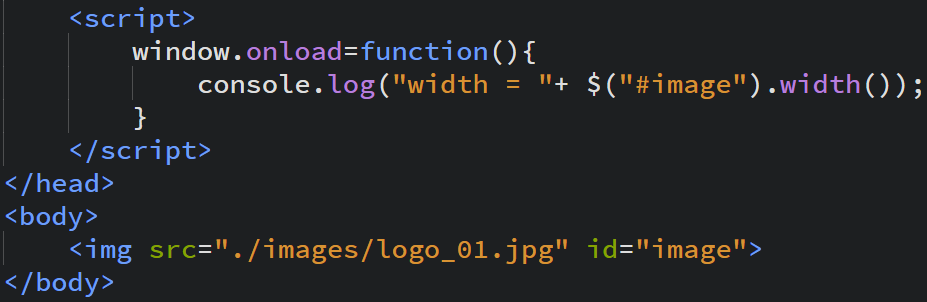 <script>
window.onload=function(){
console.log("width = "+ $("#image").width());
}
</script>
</head>
<body>
<img src="./images/logo_01.jpg" id="image">
</body>